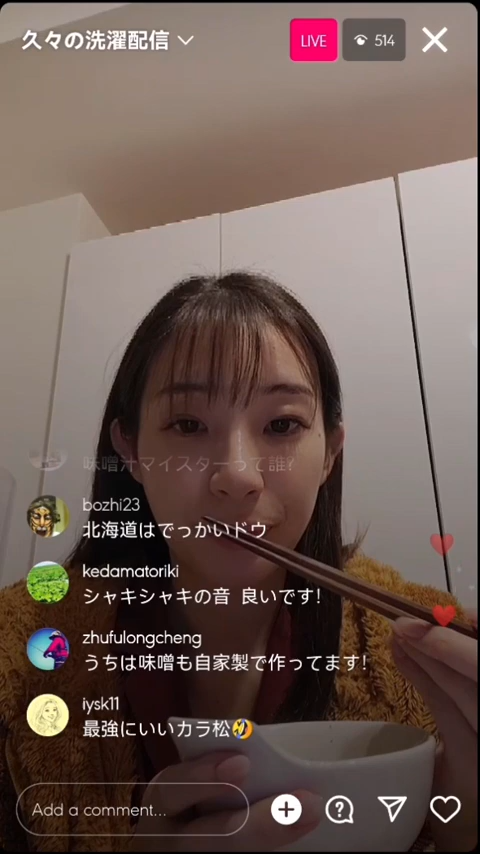 久々の洗濯配信
LIVE
514
味噌汁マイスターって誰?
bozhi23
北海道はでっかいドウ
kedamatoriki
シャキシャキの音 良いです!
zhufulongcheng
うちは味噌も自家製で作ってます!
iysk11
最強にいいカラ松🤣
Add a comment...